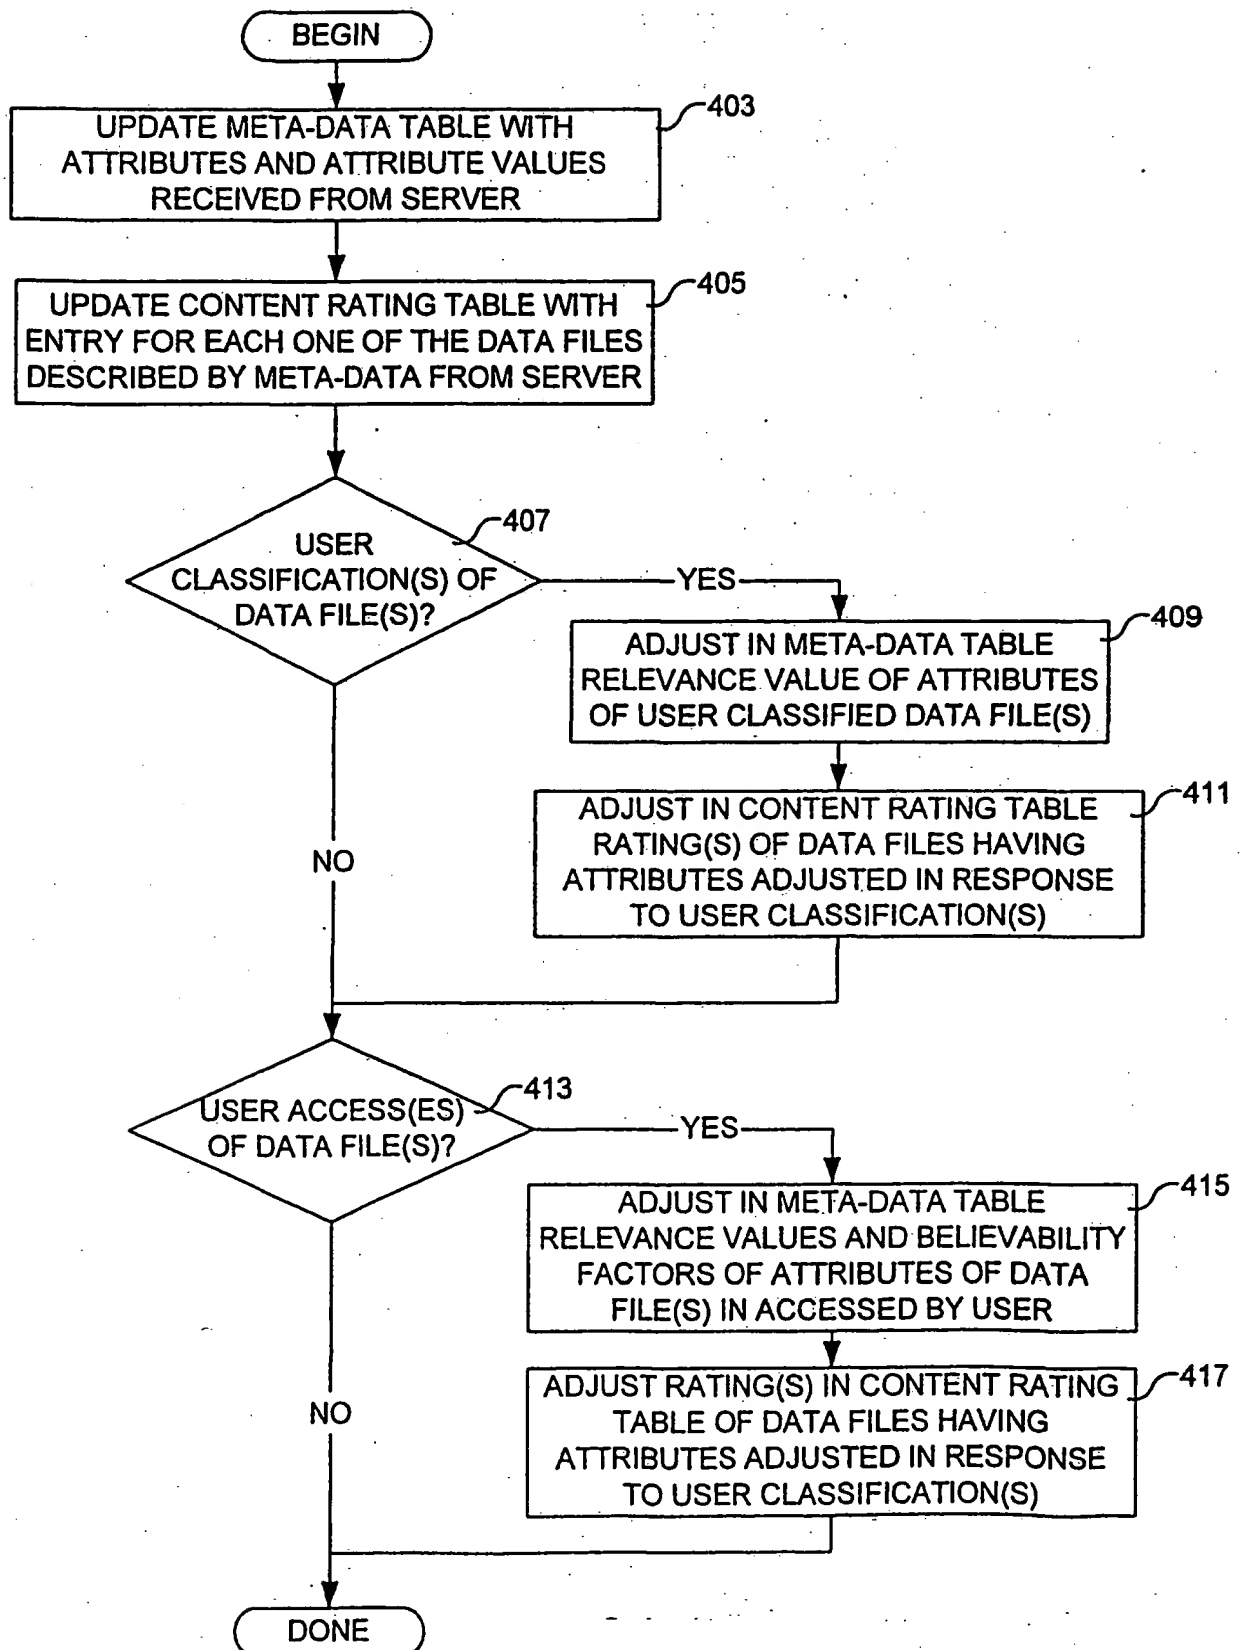 BEGIN
403
UPDATE META-DATA TABLE WITH
ATTRIBUTES AND ATTRIBUTE VALUES
RECEIVED FROM SERVER
405
UPDATE CONTENT RATING TABLE WITH
ENTRY FOR EACH ONE OF THE DATA FILES
DESCRIBED BY META-DATA FROM SERVER
407
USER
CLASSIFICATION(S) OF
DATA FILE(S)?
YES
409
ADJUST IN META-DATA TABLE
RELEVANCE VALUE OF ATTRIBUTES
OF USER CLASSIFIED DATA FILE(S)
411
ADJUST IN CONTENT RATING TABLE
RATING(S) OF DATA FILES HAVING
ATTRIBUTES ADJUSTED IN RESPONSE
TO USER CLASSIFICATION(S)
NO
413
USER ACCESS(ES)
OF DATA FILE(S)?
YES
415
ADJUST IN META-DATA TABLE
RELEVANCE VALUES AND BELIEVABILITY
FACTORS OF ATTRIBUTES OF DATA
FILE(S) IN ACCESSED BY USER
417
ADJUST RATING(S) IN CONTENT RATING
TABLE OF DATA FILES HAVING
ATTRIBUTES ADJUSTED IN RESPONSE
TO USER CLASSIFICATION(S)
NO
DONE